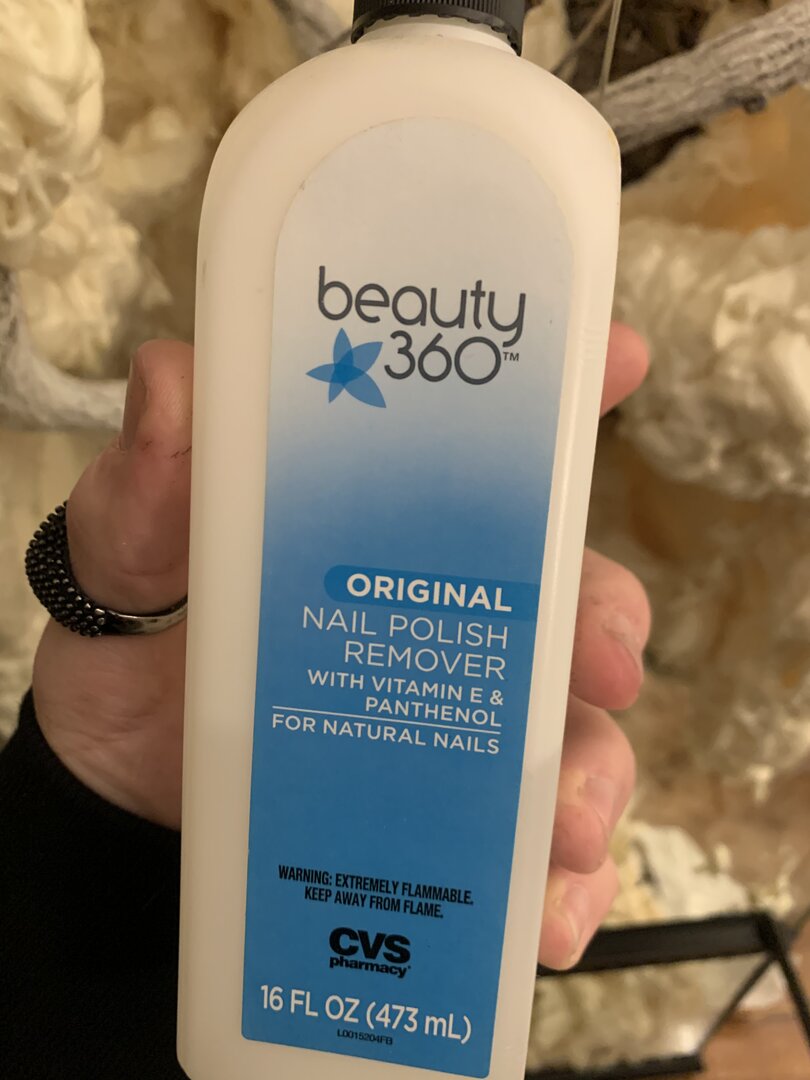 beauty
360™
ORIGINAL
NAIL POLISH
REMOVER
WITH VITAMIN E &
PANTHENOL
FOR NATURAL NAILS
WARNING: EXTREMELY FLAMMABLE.
KEEP AWAY FROM FLAME.
CVS
pharmacy
16 FL OZ (473 mL)
L0015204FB